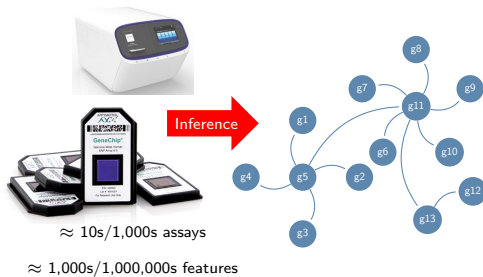 g8
g7
g9
g11
g1
Inference
GeneChip®
g6
g10
g4
g5
g2
g12
g13
g3
≈ 10s/1,000s assays
≈ 1,000s/1,000,000s features